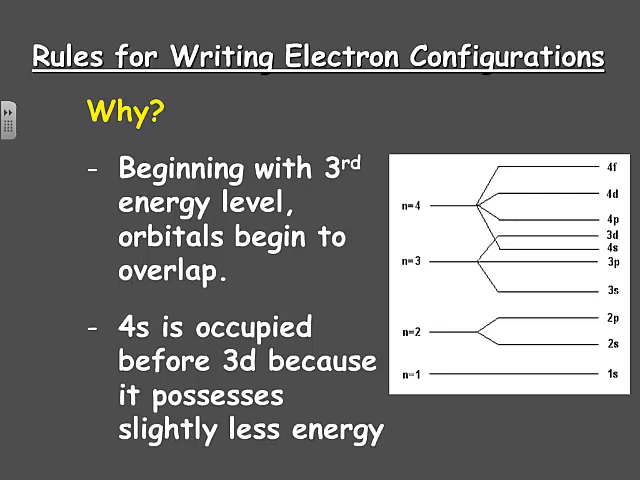 Rules for Writing Electron Configurations
Why?
- Beginning with 3rd
energy level,
orbitals begin to
overlap.
- 4s is occupied
before 3d because
it possesses
slightly less energy
4f
4d
n=4
4p
3d
4s
n=3
3p
3s
2p
n=2
2s
n=1
1s